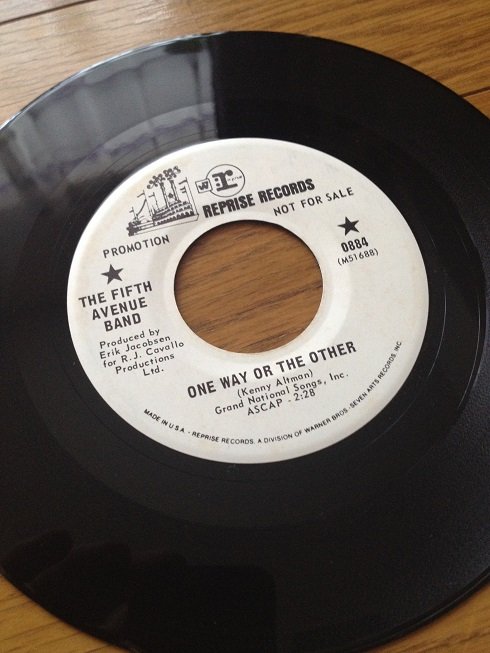 W
r
REPRISE RECORDS
PROMOTION
NOT FOR SALE
★
THE FIFTH
AVENUE
BAND
★
0884
(M51688)
Produced by
Erik Jacobsen
for R.J. Cavallo
Productions
Ltd.
ONE WAY OR THE OTHER
(Kenny Altman)
Grand National Songs, Inc.
ASCAP - 2:28
MADE IN U.S.A. - REPRISE RECORDS, A DIVISION OF WARNER BROS. - SEVEN ARTS RECORDS, INC.